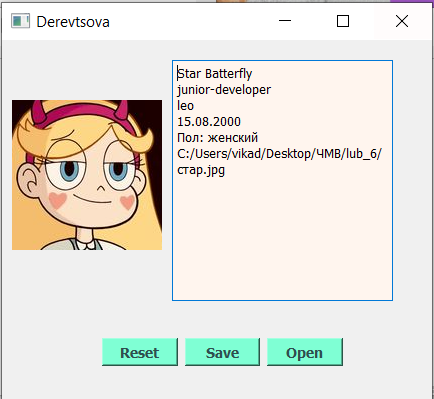 Derevtsova
Star Batterfly
junior-developer
leo
15.08.2000
Пол: женский
C:/Users/vikad/Desktop/ЧМВ/lub_6/
стар.jpg
Reset Save Open